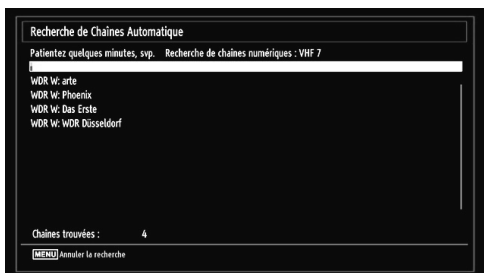 Recherche de Chaînes Automatique
Patientez quelques minutes, svp. Recherche de chaînes numériques : VHF 7
WDR W: arte
WDR W: Phoenix
WDR W: Das Erste
WDR W: WDR Düsseldorf
Chaînes trouvées : 4
MENU Annuler la recherche